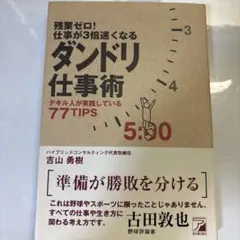 残業ゼロ!
仕事が3倍速くなる
ダンドリ
仕事術
デキル人が実践している
77TIPS
3
4
5:00
ハイブリッドコンサルティング代表取締役
吉山 勇樹
[準備が勝敗を分ける]
これは野球やスポーツに限ったことじゃありません、
すべての仕事や生き方に
関わる考え方です。
古田敦也
野球評論家